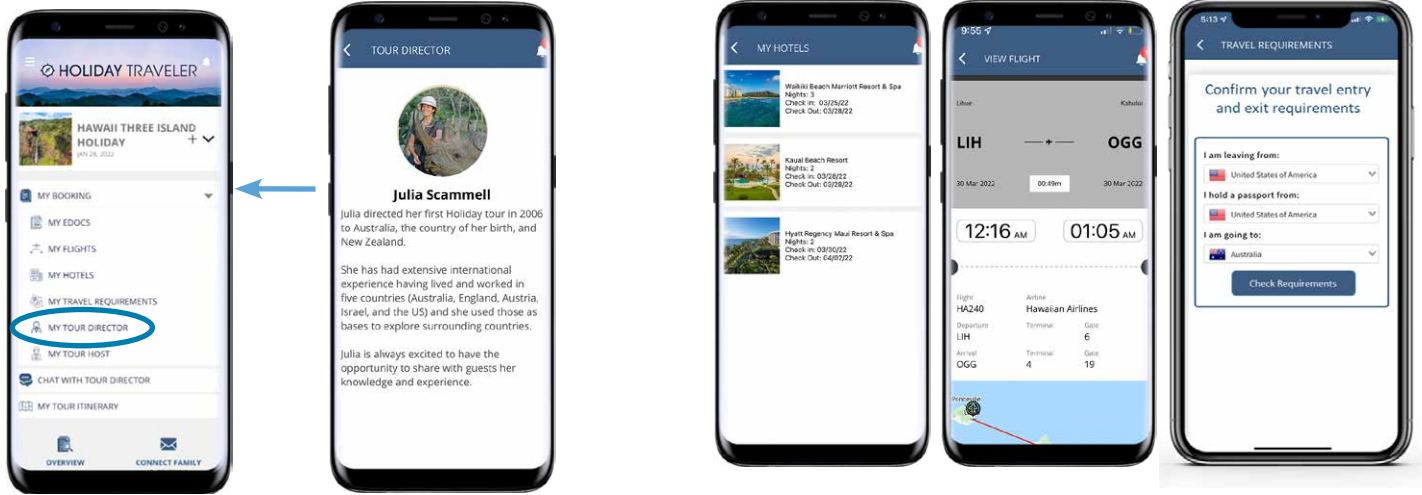 HOLIDAY TRAVELER
HAWAII THREE ISLAND
HOLIDAY
JAN 28, 2022
MY BOOKING
MY EDOCS
MY FLIGHTS
MY HOTELS
MY TRAVEL REQUIREMENTS
MY TOUR DIRECTOR
MY TOUR HOST
CHAT WITH TOUR DIRECTOR
MY TOUR ITINERARY
OVERVIEW
CONNECT FAMILY
TOUR DIRECTOR
Julia Scammell
Julia directed her first Holiday tour in 2006
to Australia, the country of her birth, and
New Zealand.
She has had extensive international
experience having lived and worked in
five countries (Australia, England, Austria,
Israel, and the US) and she used those as
bases to explore surrounding countries.
Julia is always excited to have the
opportunity to share with guests her
knowledge and experience.
MY HOTELS
Waikiki Beach Marriott Resort & Spa
Nights: 3
Check in: 03/25/22
Check Out: 03/28/22
Kauai Beach Resort
Nights: 2
Check in: 03/28/22
Check Out: 03/28/22
Hyatt Regency Maui Resort & Spa
Nights: 2
Check in: 03/30/22
Check Out: 04/02/22
9:55
VIEW FLIGHT
Lihue Kahului
LIH OGG
30 Mar 2022 00:49m 30 Mar 2022
12:16 AM 01:05 AM
Flight Airline
HA240 Hawaiian Airlines
Departure Terminal Gate
LIH 6
Arrival Terminal Gate
OGG 4 19
Princeville
5:13
TRAVEL REQUIREMENTS
Confirm your travel entry
and exit requirements
I am leaving from:
United States of America
I hold a passport from:
United States of America
I am going to:
Australia
Check Requirements